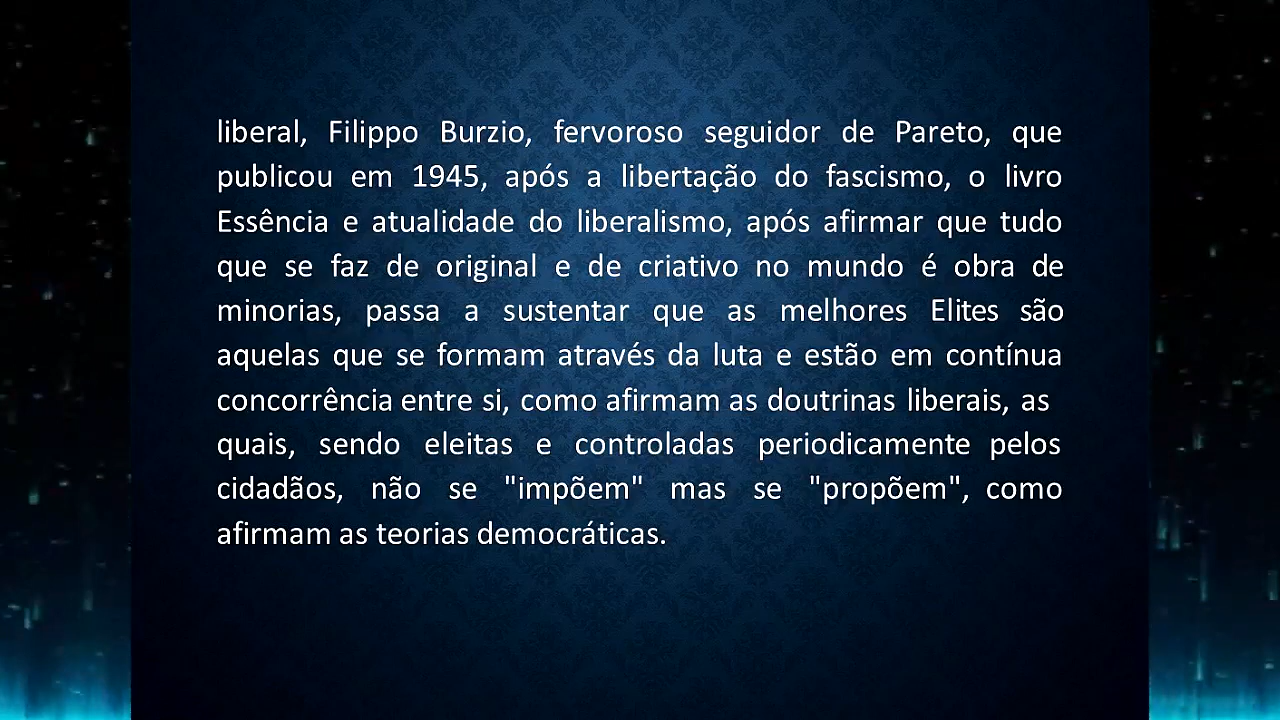 liberal, Filippo Burzio, fervoroso seguidor de Pareto, que
publicou em 1945, após a libertação do fascismo, o livro
Essência e atualidade do liberalismo, após afirmar que tudo
que se faz de original e de criativo no mundo é obra de
minorias, passa a sustentar que as melhores Elites são
aquelas que se formam através da luta e estão em contínua
concorrência entre si, como afirmam as doutrinas liberais, as
quais, sendo eleitas e controladas periodicamente pelos
cidadãos, não se "impõem" mas se "propõem", como
afirmam as teorias democráticas.